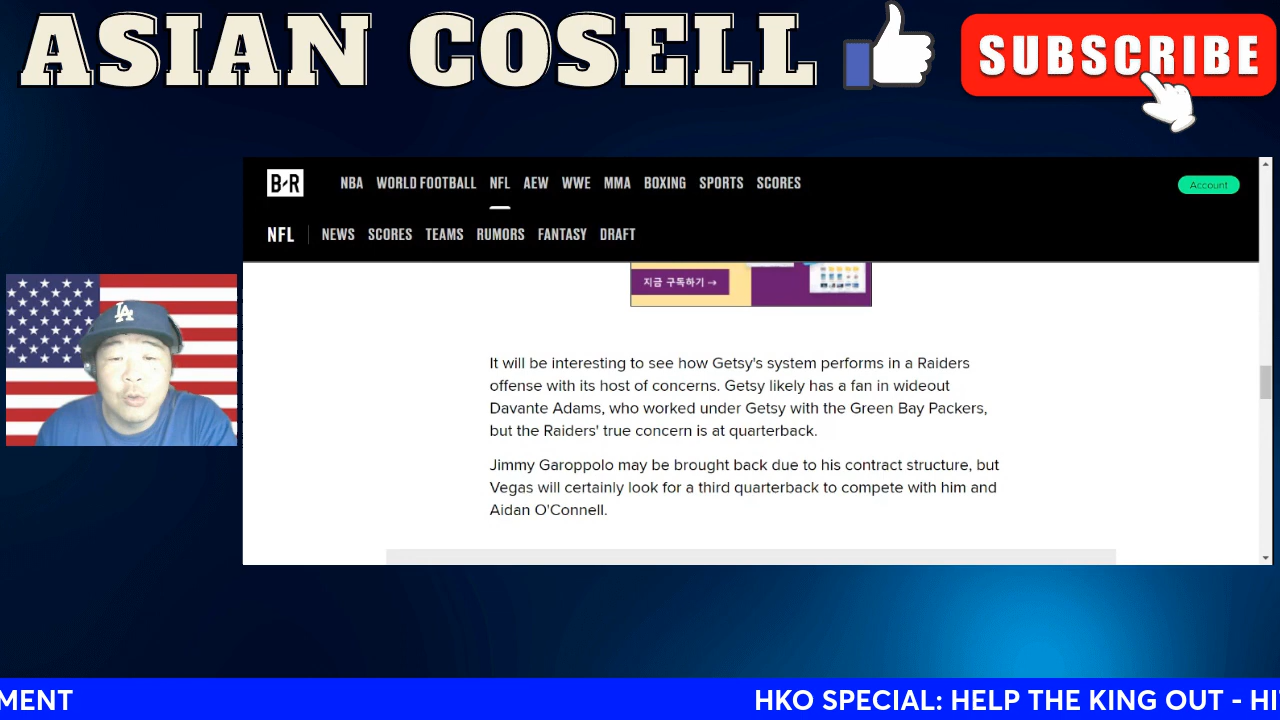 ASIAN COSELL
SUBSCRIBE
B/R NBA WORLD FOOTBALL NFL AEW WWE MMA BOXING SPORTS SCORES
Account
NFL NEWS SCORES TEAMS RUMORS FANTASY DRAFT
LA
지금 구독하기 →
It will be interesting to see how Getsy's system performs in a Raiders
offense with its host of concerns. Getsy likely has a fan in wideout
Davante Adams, who worked under Getsy with the Green Bay Packers,
but the Raiders' true concern is at quarterback.
Jimmy Garoppolo may be brought back due to his contract structure, but
Vegas will certainly look for a third quarterback to compete with him and
Aidan O'Connell.
MENT HKO SPECIAL: HELP THE KING OUT - HI